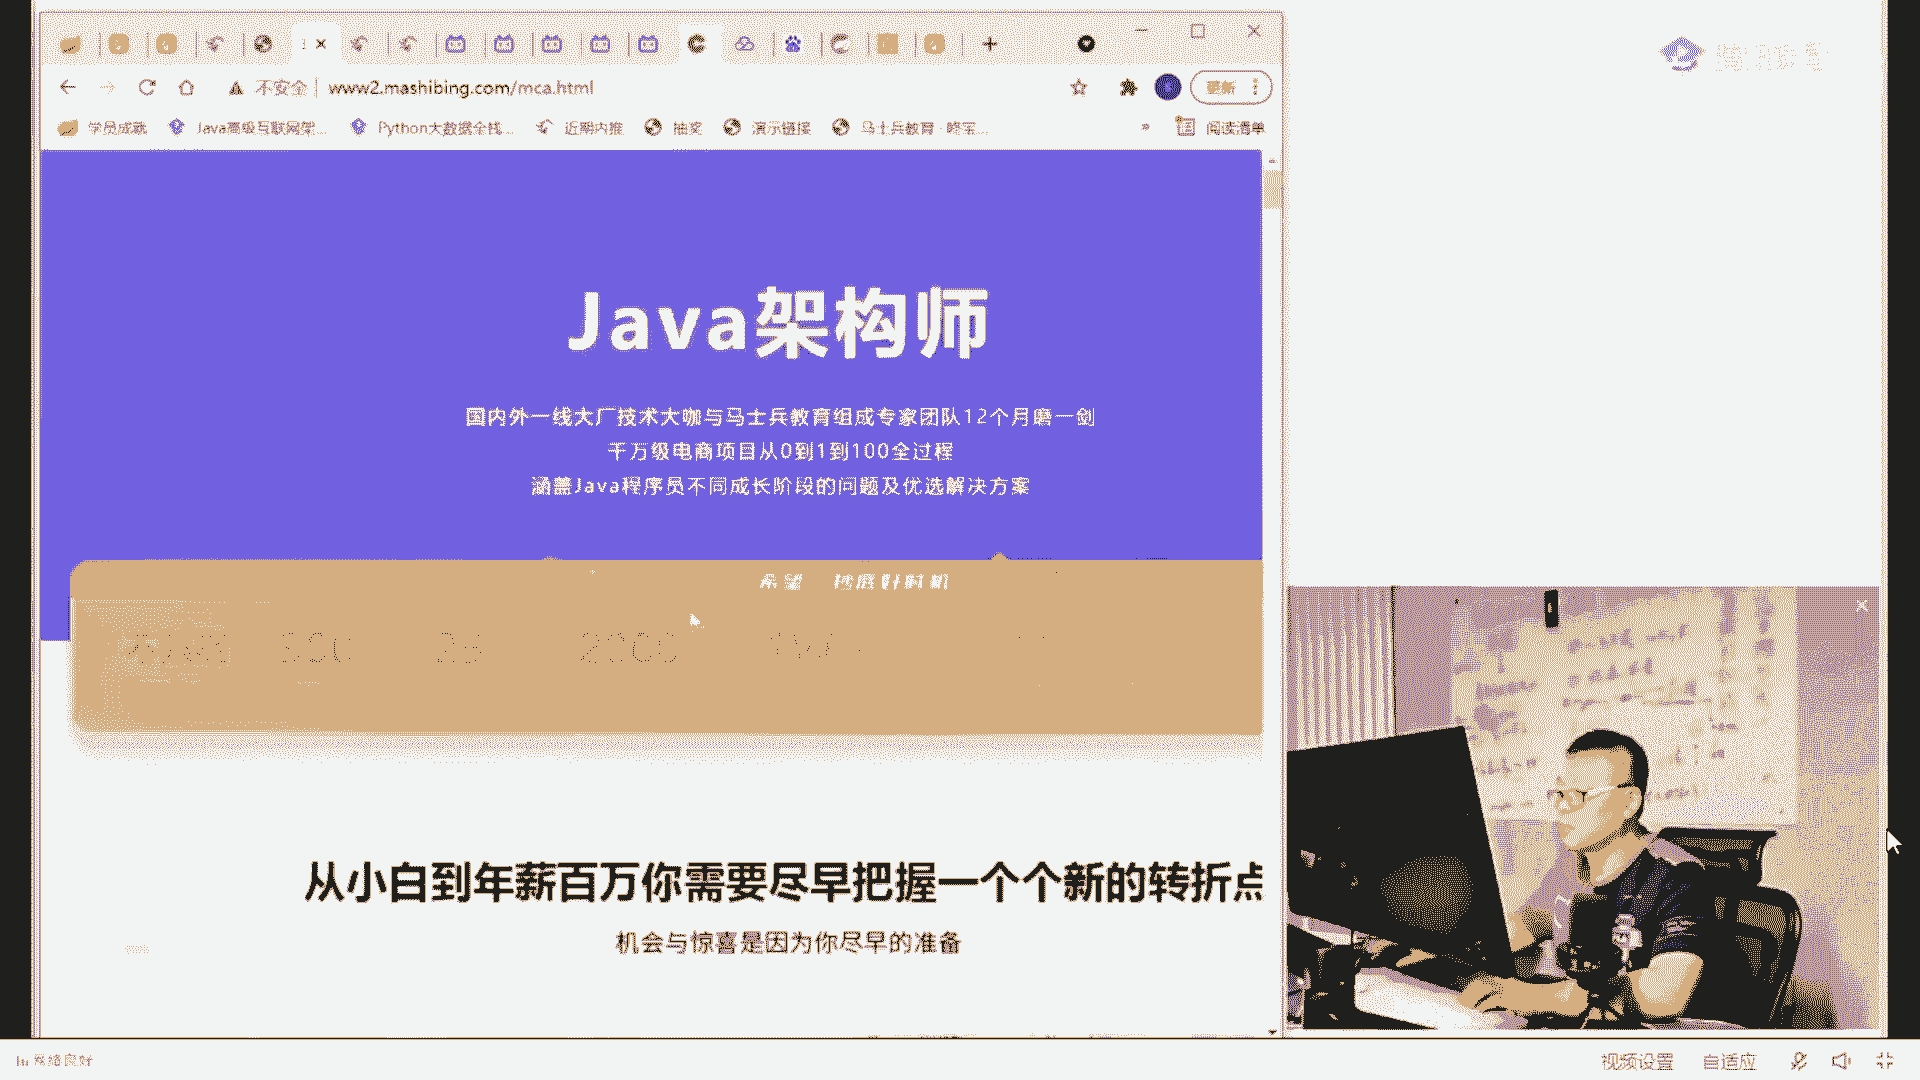 不安全 www2.mashibing.com/mca.html 更新
学员成就 Java高级互联网架... Python大数据全栈... 近期内推 抽奖 演示链接 马士兵教育 · 咚宝... » 阅读清单
Java架构师
国内外一线大厂技术大咖与马士兵教育组成专家团队12个月磨一剑
千万级电商项目从0到1到100全过程
涵盖Java程序员不同成长阶段的问题及优选解决方案
希望
2000
从小白到年薪百万你需要尽早把握一个个新的转折点
机会与惊喜是因为你尽早的准备
网络良好 视频设置 自适应